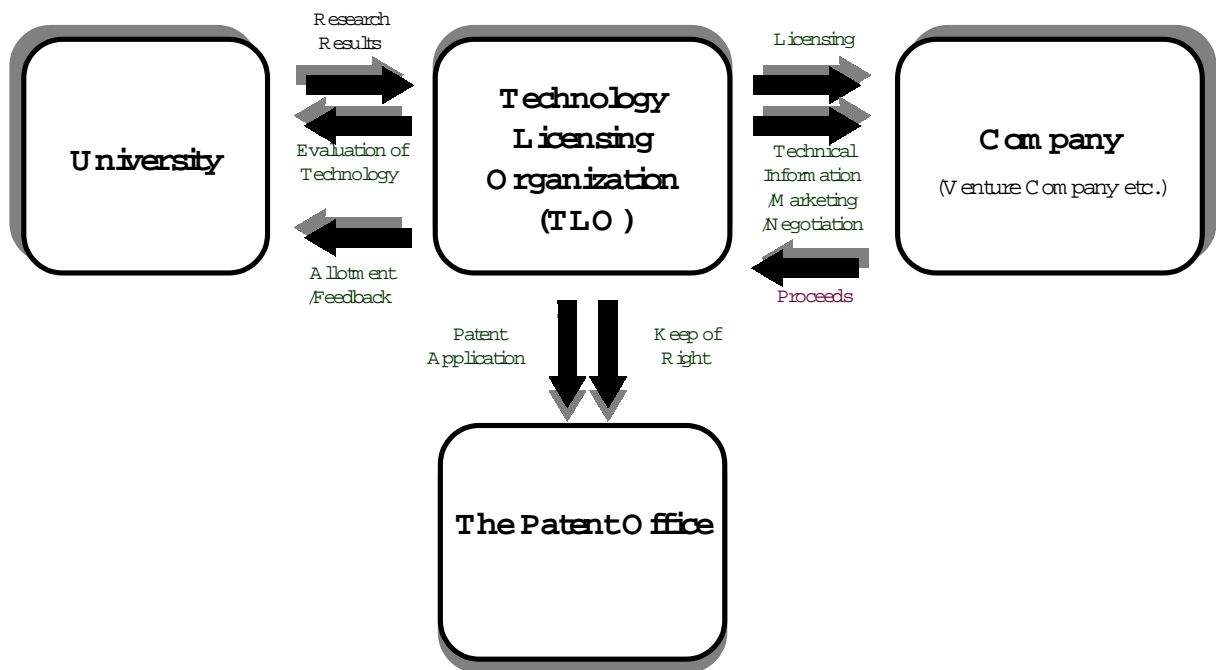 Research
Results
University
Evaluation of
Technology
Allotment
/Feedback
Technology
Licensing
Organization
(TLO)
Licensing
Technical
Information
/Marketing
/Negotiation
Proceeds
Company
(Venture Company etc.)
Patent
Application
Keep of
Right
The Patent Office